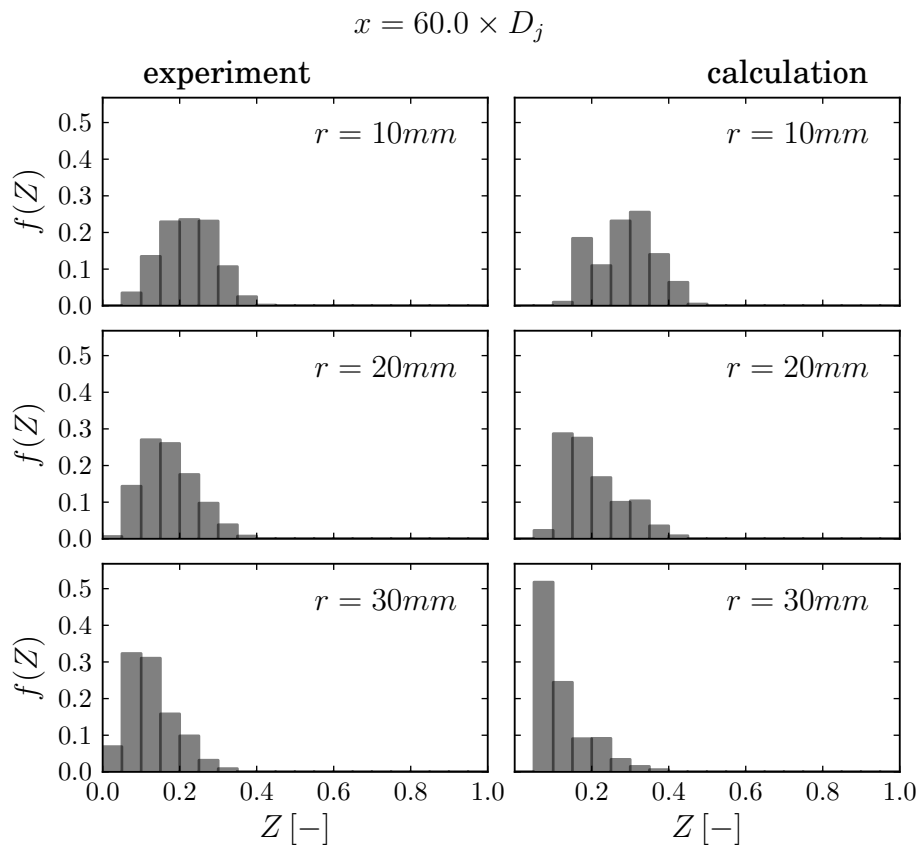 x = 60.0 × D_j
experiment calculation
0.5 r = 10mm r = 10mm
0.4
0.3
f(Z)
0.2
0.1
0.0
0.5 r = 20mm r = 20mm
0.4
0.3
f(Z)
0.2
0.1
0.0
0.5 r = 30mm r = 30mm
0.4
0.3
f(Z)
0.2
0.1
0.0
0.0 0.2 0.4 0.6 0.8 1.0 0.2 0.4 0.6 0.8 1.0
Z [−] Z [−]